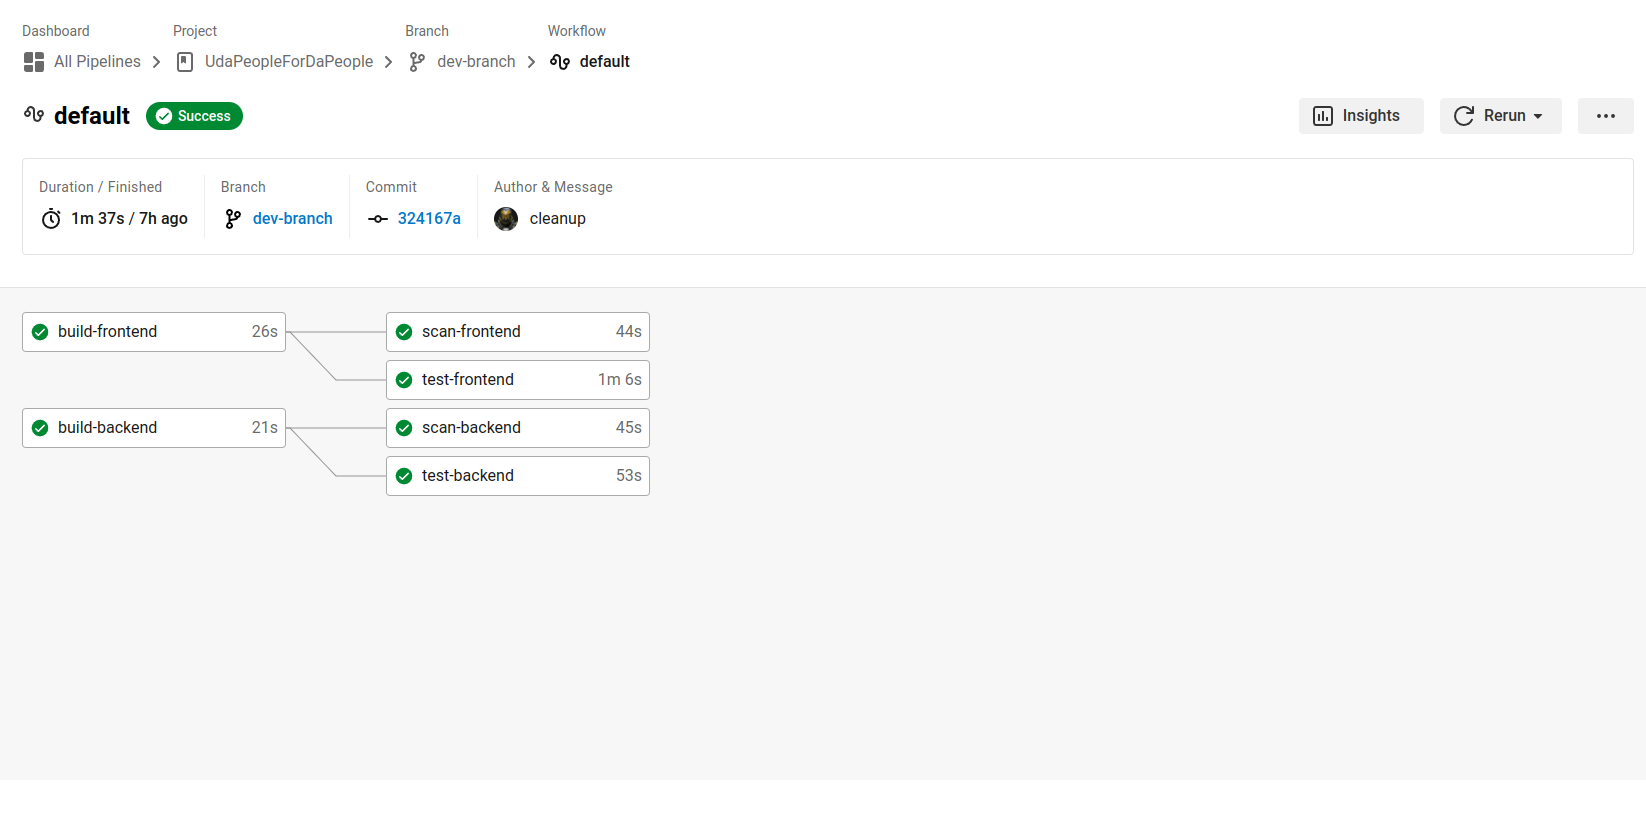 Dashboard Project Branch Workflow
All Pipelines UdaPeopleForDaPeople dev-branch default
default Success Insights Rerun
Duration / Finished Branch Commit Author & Message
1m 37s / 7h ago dev-branch 324167a cleanup
build-frontend 26s scan-frontend 44s
test-frontend 1m 6s
build-backend 21s scan-backend 45s
test-backend 53s